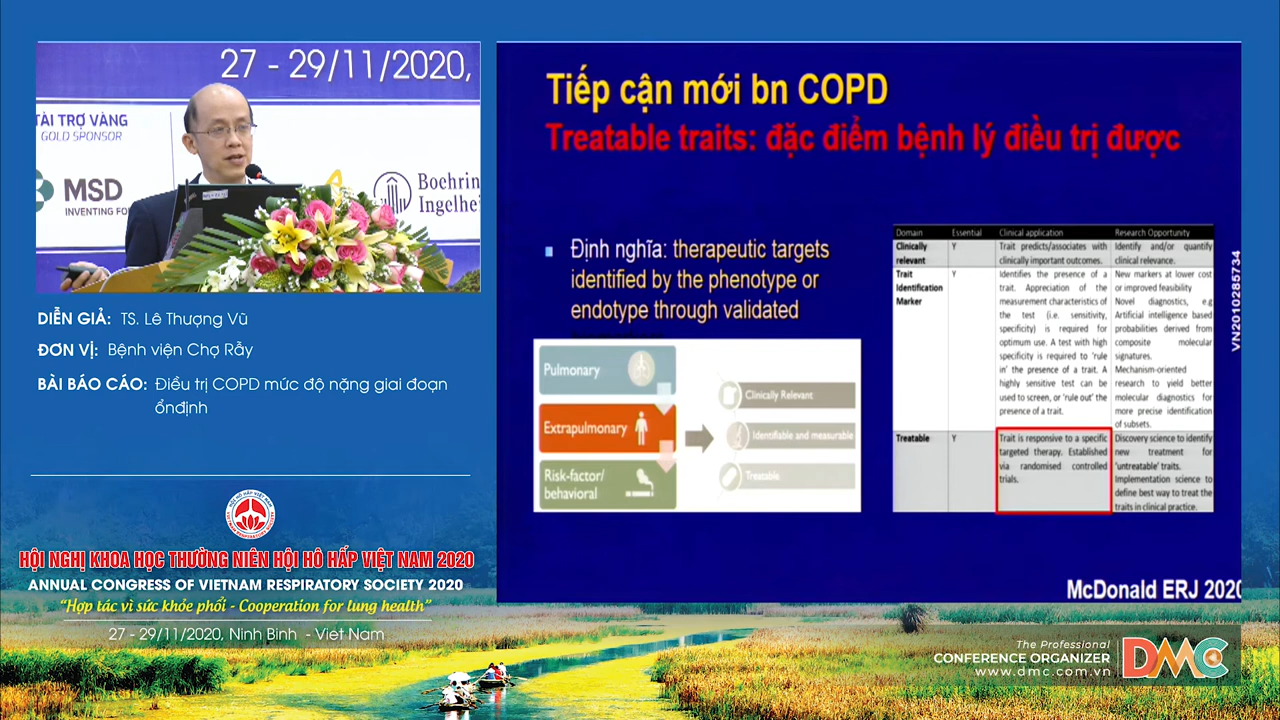 27 - 29/11/2020,
TÀI TRỢ VÀNG
GOLD SPONSOR
MSD
INVENTING FO
Boehrin
Ingelhe
DIỄN GIẢ: TS. Lê Thượng Vũ
ĐƠN VỊ: Bệnh viện Chợ Rẫy
BÀI BÁO CÁO: Điều trị COPD mức độ nặng giai đoạn
ổnđịnh
HỘI NGHỊ KHOA HỌC THƯỜNG NIÊN HỘI HÔ HẤP VIỆT NAM 2020
ANNUAL CONGRESS OF VIETNAM RESPIRATORY SOCIETY 2020
“Hợp tác vì sức khỏe phổi - Cooperation for lung health”
27 - 29/11/2020, Ninh Binh - Viet Nam
Tiếp cận mới bn COPD
Treatable traits: đặc điểm bệnh lý điều trị được
Định nghĩa: therapeutic targets
identified by the phenotype or
endotype through validated
Pulmonary
Extrapulmonary
Risk-factor/
behavioral
Clinically Relevant
Identifiable and measurable
Treatable
Domain Essential Clinical application Research Opportunity
Clinically relevant Y Trait predicts/associates with clinically important outcomes. Identify and/or quantify clinical relevance.
Trait Identification Marker Y Identifies the presence of a trait. Appreciation of the measurement characteristics of the test (i.e. sensitivity, specificity) is required for optimum use. A test with high specificity is required to 'rule in' the presence of a trait. A highly sensitive test can be used to screen, or 'rule out' the presence of a trait.
New markers at lower cost or improved feasibility
Novel diagnostics, e.g Artificial intelligence based probabilities derived from composite molecular signatures.
Mechanism-oriented research to yield better molecular diagnostics for more precise identification of subsets.
Treatable Y Trait is responsive to a specific targeted therapy. Established via randomised controlled trials.
Discovery science to identify new treatment for 'untreatable' traits.
Implementation science to define best way to treat the traits in clinical practice.
VN2010285734
McDonald ERJ 2020
The Professional
CONFERENCE ORGANIZER
www.dmc.com.vn
DMC